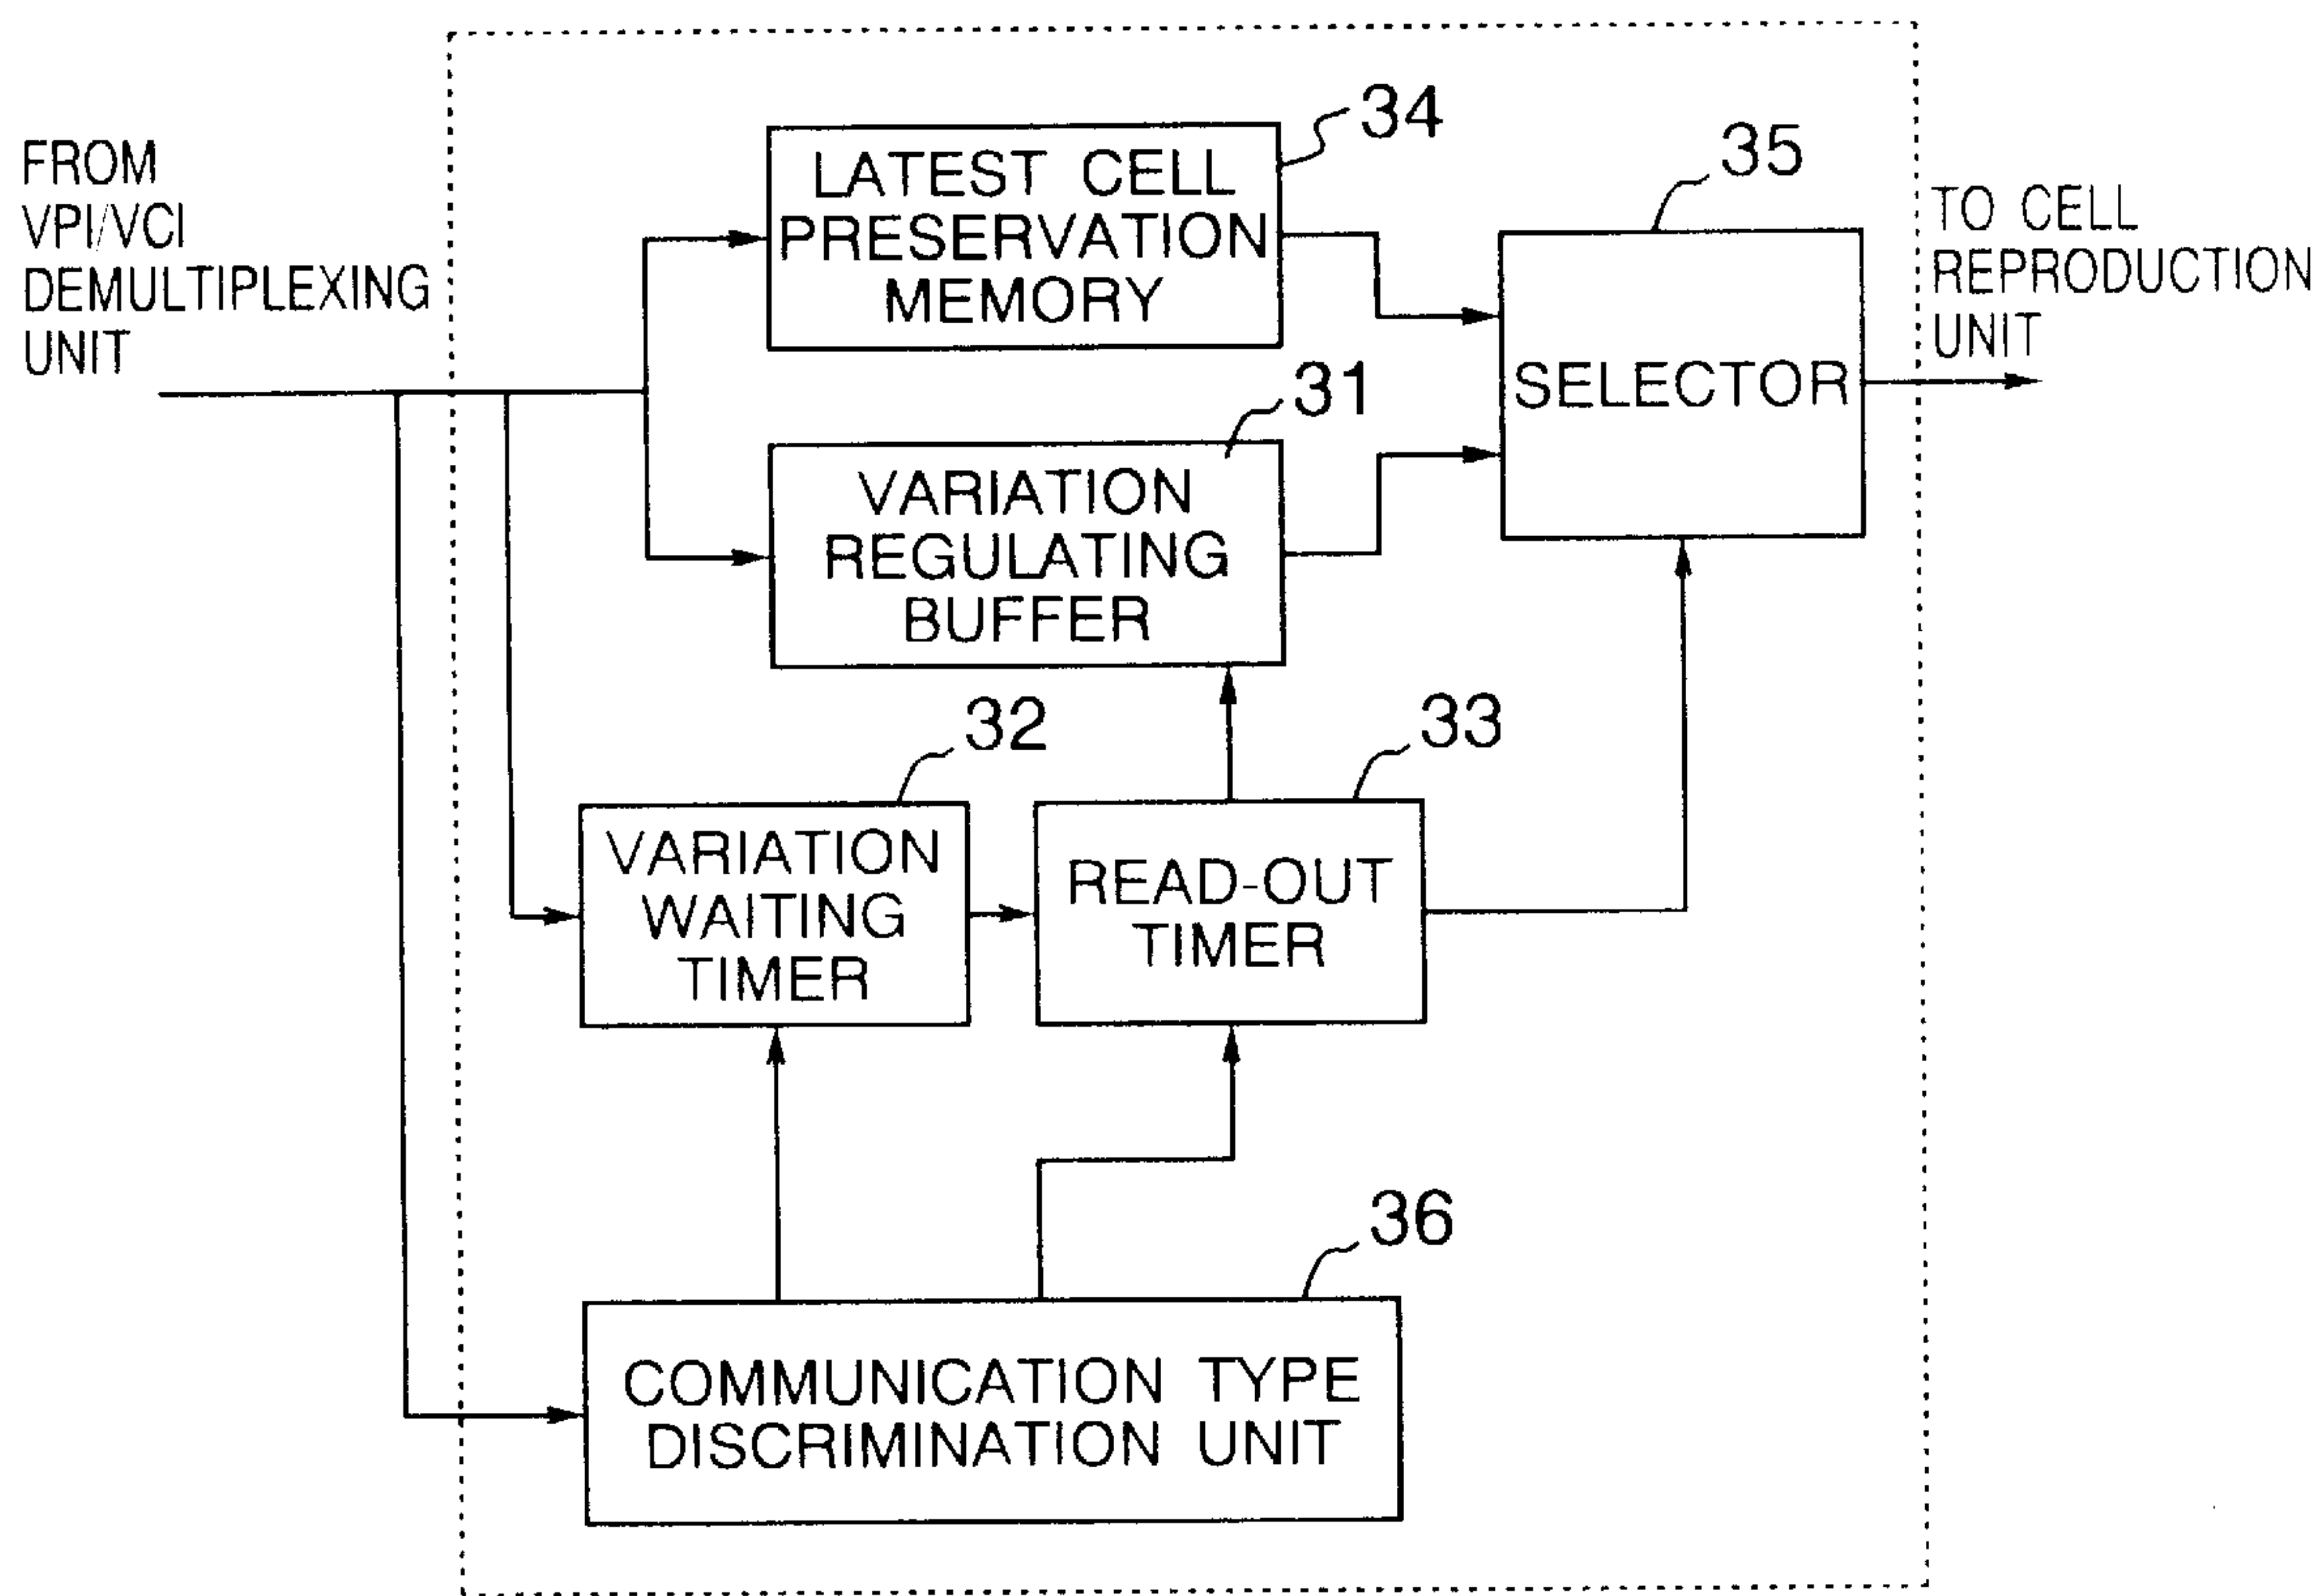 FROM
VPI/VCI
DEMULTIPLEXING
UNIT
34
LATEST CELL
PRESERVATION
MEMORY
35
SELECTOR
TO CELL
REPRODUCTION
UNIT
31
VARIATION
REGULATING
BUFFER
32
VARIATION
WAITING
TIMER
33
READ-OUT
TIMER
36
COMMUNICATION TYPE
DISCRIMINATION UNIT